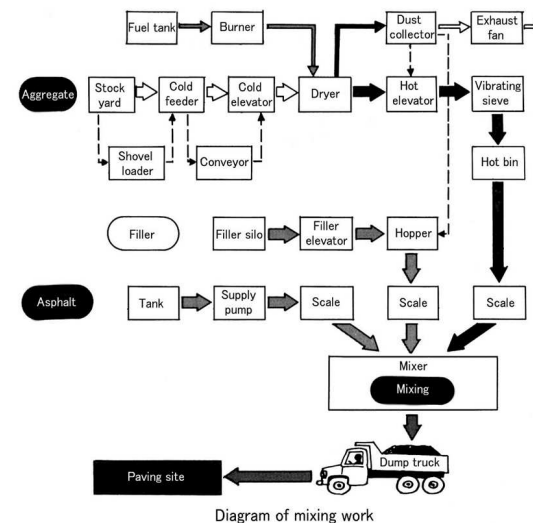 Fuel tank
Burner
Dust
collector
Exhaust
fan
Aggregate
Stock
yard
Cold
feeder
Cold
elevator
Dryer
Hot
elevator
Vibrating
sieve
Shovel
loader
Conveyor
Hot bin
Filler
Filler silo
Filler
elevator
Hopper
Asphalt
Tank
Supply
pump
Scale
Scale
Scale
Mixer
Mixing
Dump truck
Paving site
Diagram of mixing work